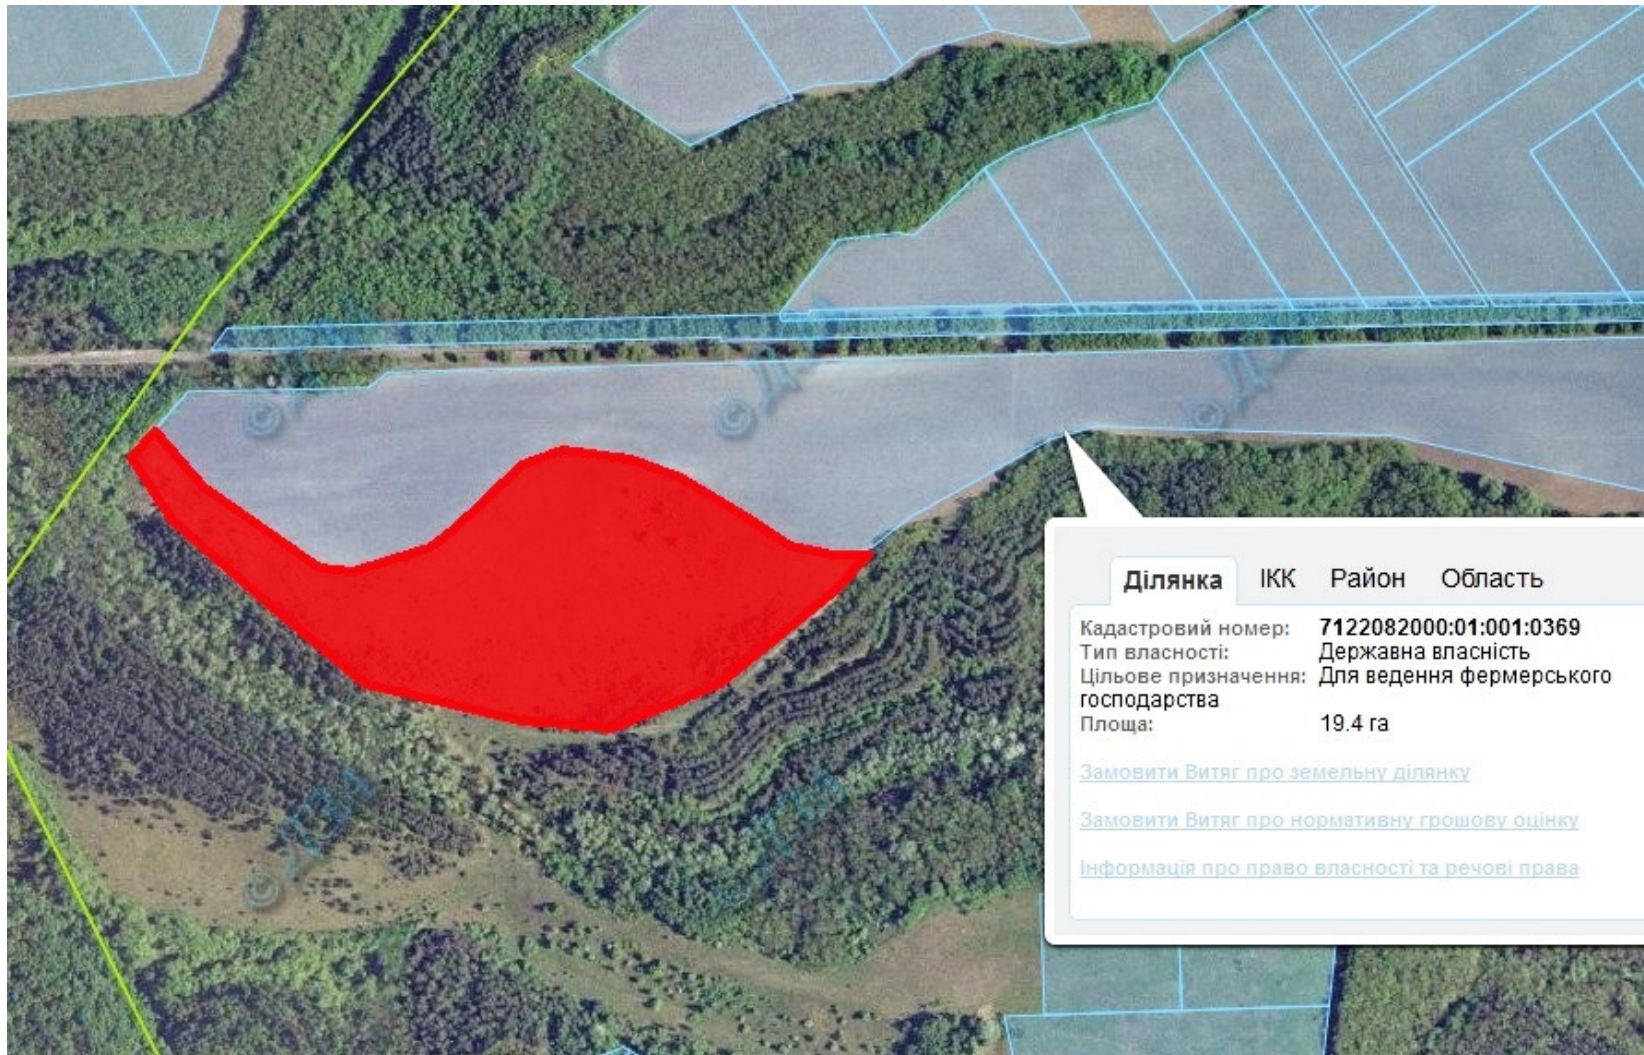 Ділянка ІКК Район Область
Кадастровий номер: 7122082000:01:001:0369
Тип власності: Державна власність
Цільове призначення: Для ведення фермерського
господарства
Площа: 19.4 га
Замовити Витяг про земельну ділянку
Замовити Витяг про нормативну грошову оцінку
Інформація про право власності та речові права